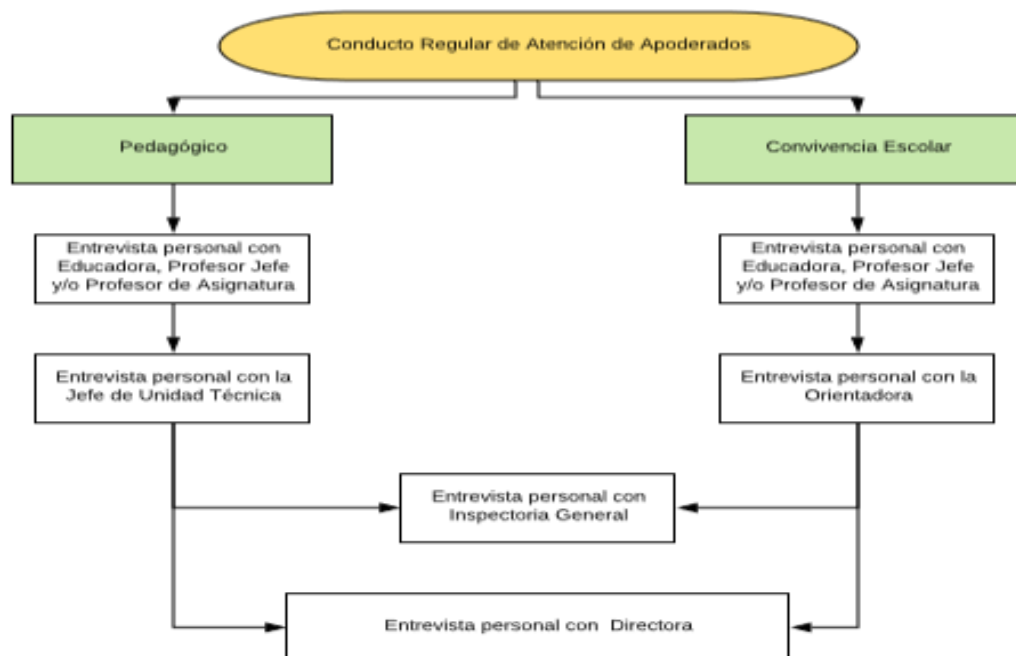 Conducto Regular de Atención de Apoderados
Pedagógico
Convivencia Escolar
Entrevista personal con
Educadora, Profesor Jefe
y/o Profesor de Asignatura
Entrevista personal con
Educadora, Profesor Jefe
y/o Profesor de Asignatura
Entrevista personal con la
Jefe de Unidad Técnica
Entrevista personal con la
Orientadora
Entrevista personal con
Inspectoria General
Entrevista personal con Directora